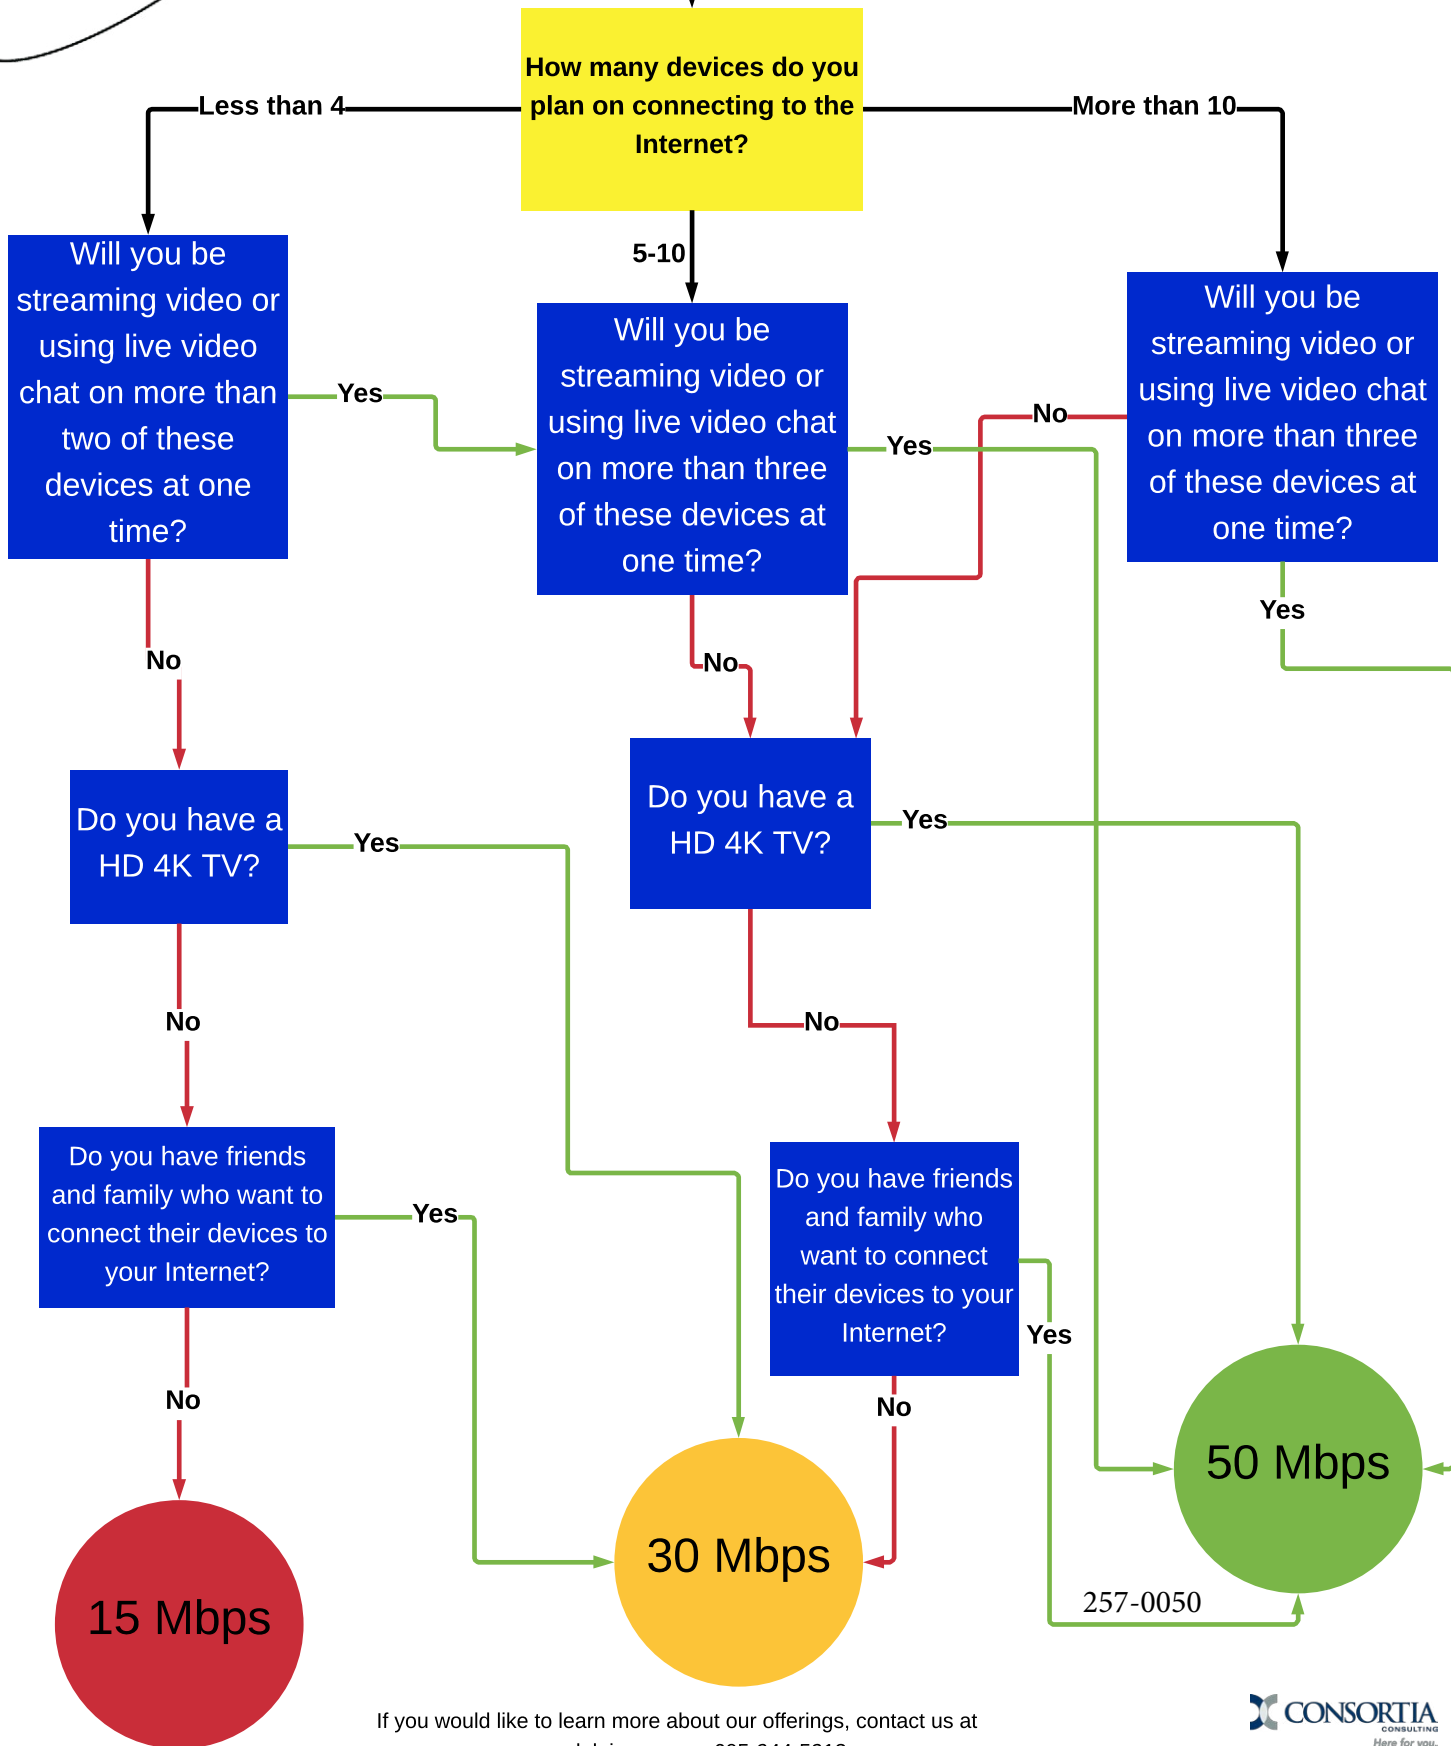 How many devices do you
plan on connecting to the
Internet?
Less than 4
More than 10
5-10
Will you be
streaming video or
using live video
chat on more than
two of these
devices at one
time?
Will you be
streaming video or
using live video chat
on more than three
of these devices at
one time?
Will you be
streaming video or
using live video chat
on more than three
of these devices at
one time?
Yes
No
Yes
Yes
No
No
Do you have a
HD 4K TV?
Do you have a
HD 4K TV?
Yes
Yes
No
No
Do you have friends
and family who want to
connect their devices to
your Internet?
Do you have friends
and family who
want to connect
their devices to your
Internet?
Yes
Yes
No
No
50 Mbps
30 Mbps
15 Mbps
257-0050
If you would like to learn more about our offerings, contact us at
CONSORTIA
CONSULTING
Here for you.